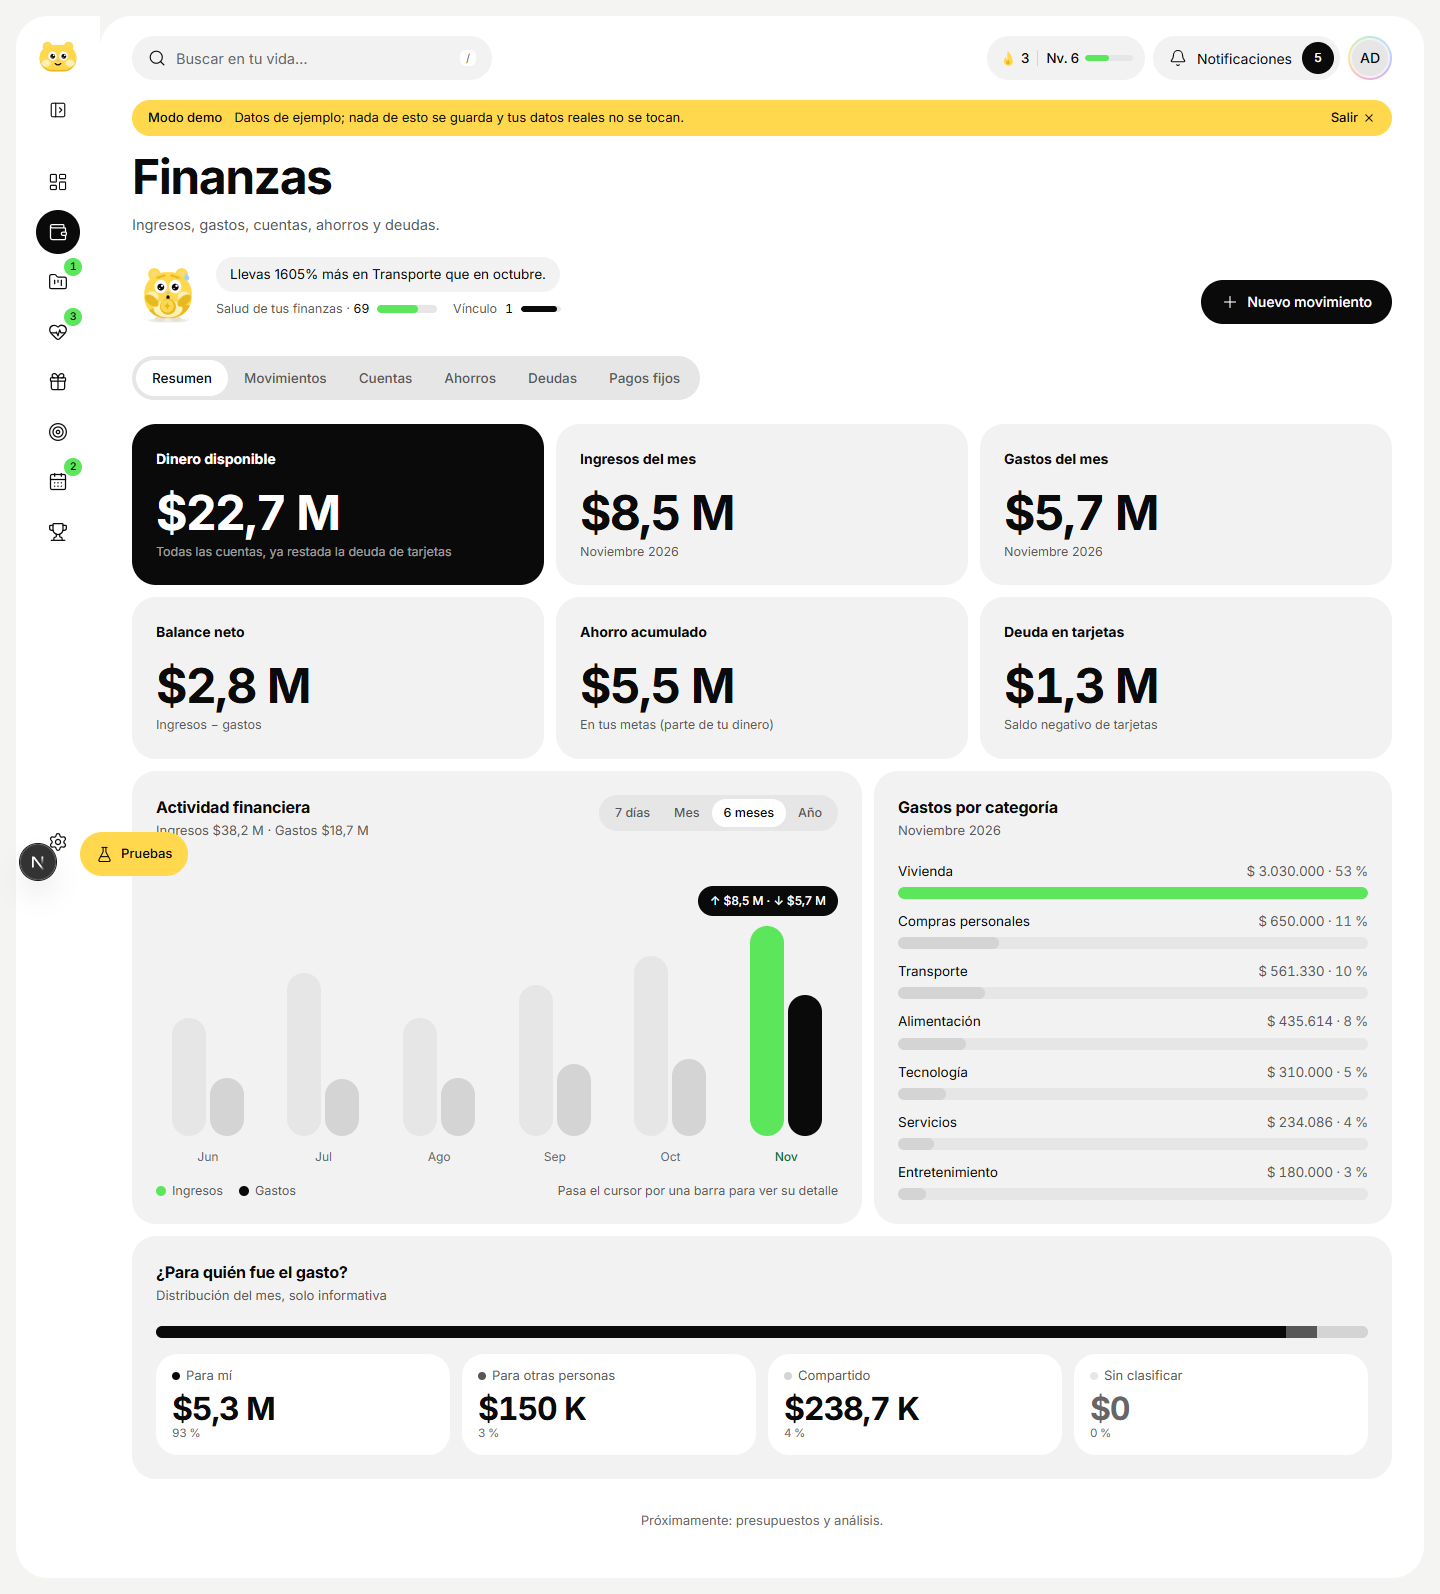 Buscar en tu vida...
/
3
Nv. 6
Notificaciones
5
AD
Modo demo Datos de ejemplo; nada de esto se guarda y tus datos reales no se tocan.
Salir ×
Finanzas
Ingresos, gastos, cuentas, ahorros y deudas.
Llevas 1605% más en Transporte que en octubre.
Salud de tus finanzas · 69
Vínculo 1
+ Nuevo movimiento
1
3
2
Resumen
Movimientos
Cuentas
Ahorros
Deudas
Pagos fijos
Dinero disponible
$22,7 M
Todas las cuentas, ya restada la deuda de tarjetas
Ingresos del mes
$8,5 M
Noviembre 2026
Gastos del mes
$5,7 M
Noviembre 2026
Balance neto
$2,8 M
Ingresos − gastos
Ahorro acumulado
$5,5 M
En tus metas (parte de tu dinero)
Deuda en tarjetas
$1,3 M
Saldo negativo de tarjetas
Actividad financiera
Ingresos $38,2 M · Gastos $18,7 M
7 días
Mes
6 meses
Año
N
Pruebas
↑ $8,5 M · ↓ $5,7 M
Jun
Jul
Ago
Sep
Oct
Nov
Ingresos
Gastos
Pasa el cursor por una barra para ver su detalle
Gastos por categoría
Noviembre 2026
Vivienda
$ 3.030.000 · 53 %
Compras personales
$ 650.000 · 11 %
Transporte
$ 561.330 · 10 %
Alimentación
$ 435.614 · 8 %
Tecnología
$ 310.000 · 5 %
Servicios
$ 234.086 · 4 %
Entretenimiento
$ 180.000 · 3 %
¿Para quién fue el gasto?
Distribución del mes, solo informativa
Para mí
$5,3 M
93 %
Para otras personas
$150 K
3 %
Compartido
$238,7 K
4 %
Sin clasificar
$0
0 %
Próximamente: presupuestos y análisis.